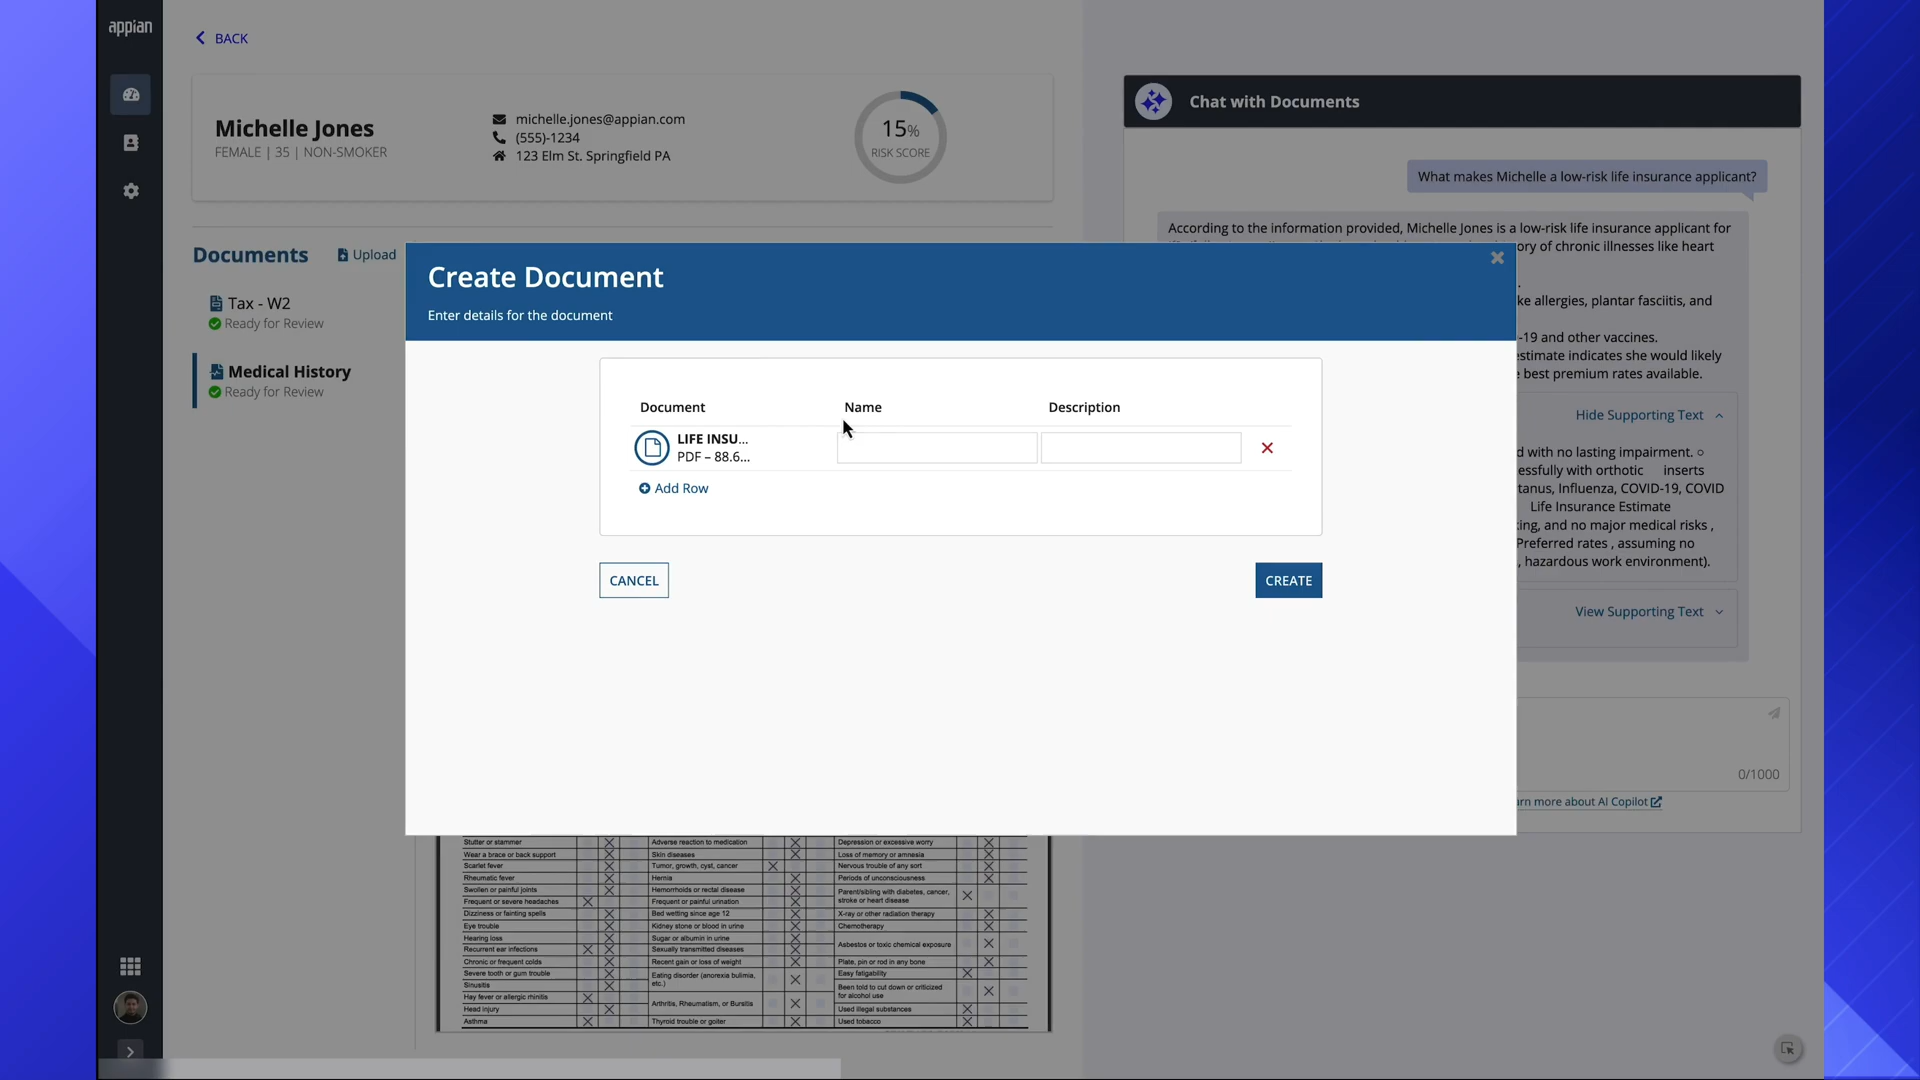 appian
BACK
Michelle Jones
FEMALE | 35 | NON-SMOKER
michelle.jones@appian.com
(555)-1234
123 Elm St. Springfield PA
15%
RISK SCORE
Documents
Upload
Tax - W2
Ready for Review
Medical History
Ready for Review
Create Document
Enter details for the document
Document Name Description
LIFE INSU...
PDF – 88.6...
Add Row
CANCEL
CREATE
Chat with Documents
What makes Michelle a low-risk life insurance applicant?
According to the information provided, Michelle Jones is a low-risk life insurance applicant for
ory of chronic illnesses like heart
ke allergies, plantar fasciitis, and
-19 and other vaccines.
estimate indicates she would likely
best premium rates available.
Hide Supporting Text
d with no lasting impairment. ○
essfully with orthotic inserts
tanus, Influenza, COVID-19, COVID
Life Insurance Estimate
king, and no major medical risks ,
Preferred rates , assuming no
, hazardous work environment).
View Supporting Text
0/1000
arn more about AI Copilot
Stutter or stammer Adverse reaction to medication Depression or excessive worry
Wear a brace or back support Skin diseases Loss of memory or amnesia
Scarlet fever Tumor, growth, cyst, cancer Nervous trouble of any sort
Rheumatic fever Hernia Periods of unconsciousness
Swollen or painful joints Hemorrhoids or rectal disease Parent/sibling with diabetes, cancer,
stroke or heart disease
Frequent or severe headaches Frequent or painful urination
Dizziness or fainting spells Bed wetting since age 12 X-ray or other radiation therapy
Eye trouble Kidney stone or blood in urine Chemotherapy
Hearing loss Sugar or albumin in urine Asbestos or toxic chemical exposure
Recurrent ear infections Sexually transmitted diseases
Chronic or frequent colds Recent gain or loss of weight Plate, pin or rod in any bone
Severe tooth or gum trouble Eating disorder (anorexia bulimia, Easy fatigability
etc.)
Sinusitis Been told to cut down or criticized
for alcohol use
Hay fever or allergic rhinitis Arthritis, Rheumatism, or Bursitis
Head injury Used illegal substances
Asthma Thyroid trouble or goiter Used tobacco